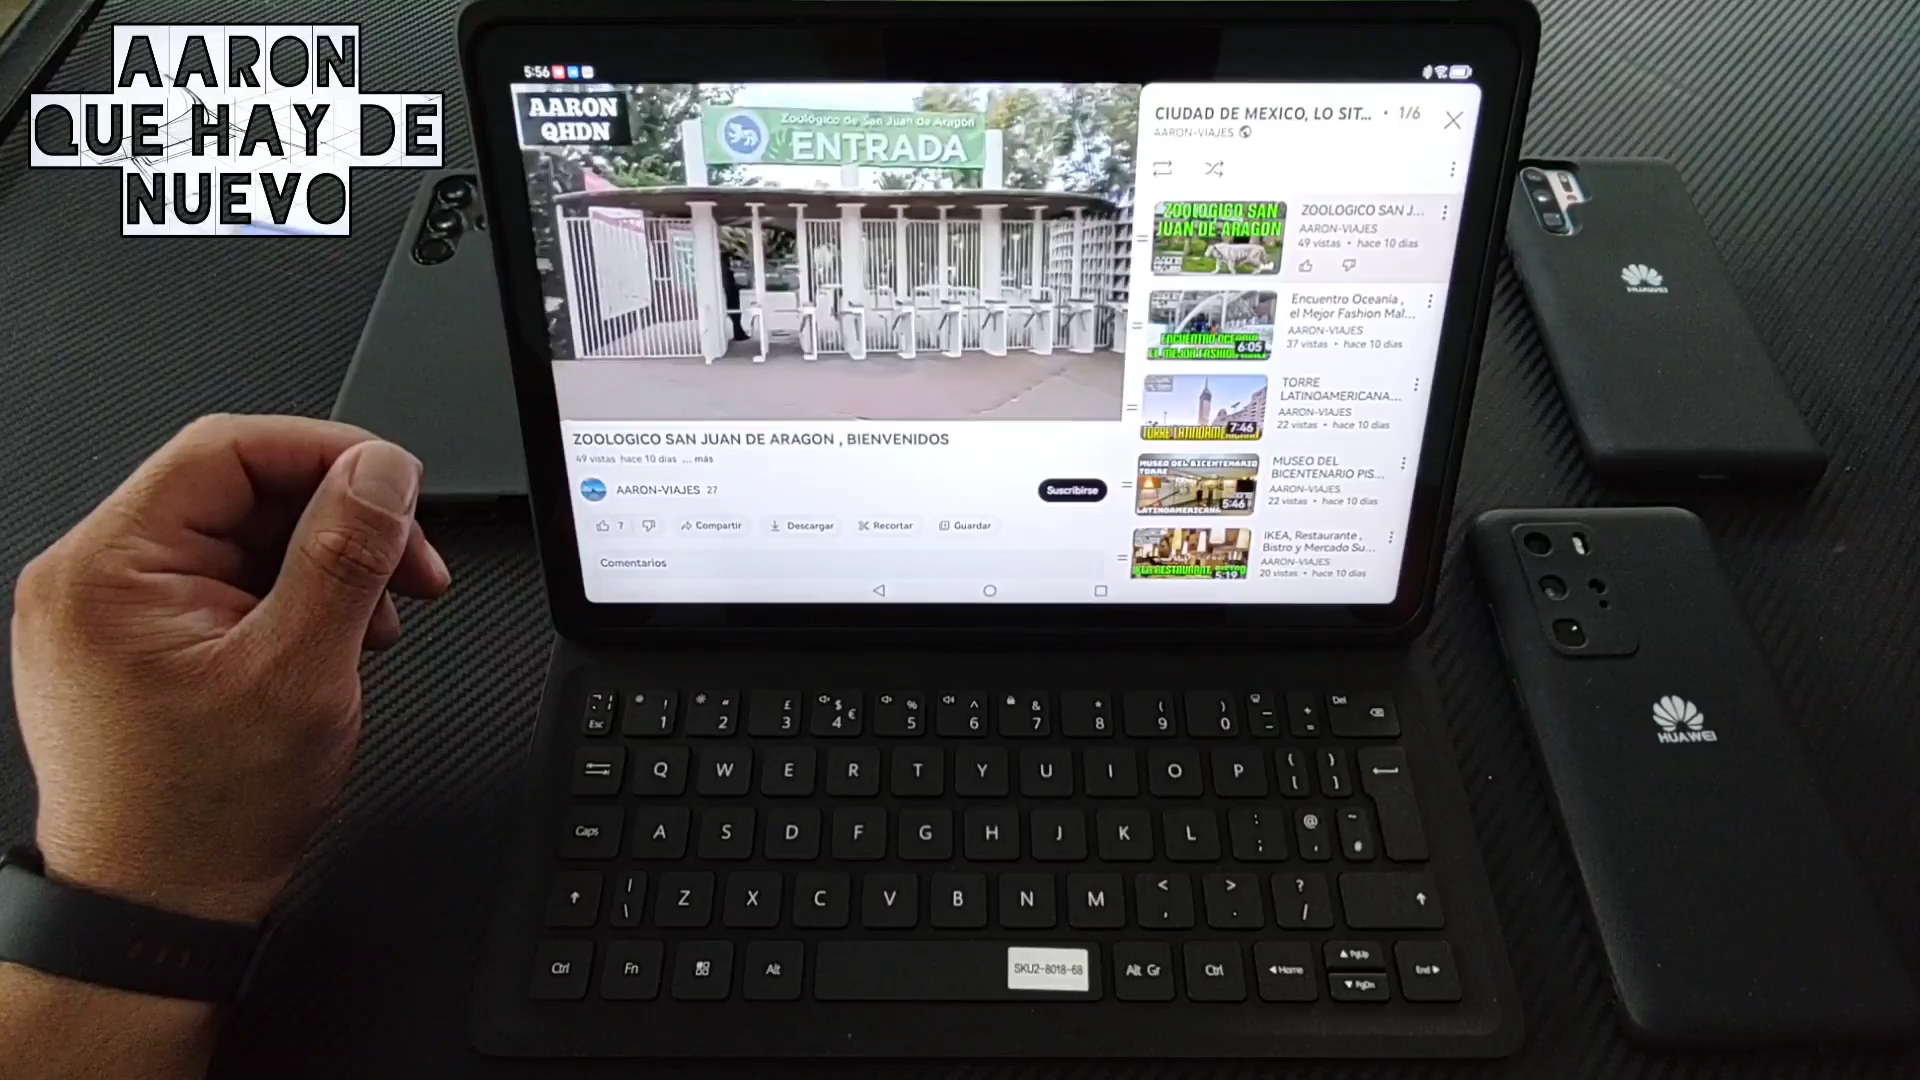 AARON
QUE HAY DE
NUEVO
5:56
AARON
QHDN
Zoológico de San Juan de Aragón
ENTRADA
ZOOLOGICO SAN JUAN DE ARAGON , BIENVENIDOS
49 vistas hace 10 días ... más
AARON-VIAJES 27
Suscribirse
7
Compartir
Descargar
Recortar
Guardar
Comentarios
CIUDAD DE MEXICO, LO SIT... • 1/6
AARON-VIAJES
ZOOLOGICO SAN
JUAN DE ARAGON
ZOOLOGICO SAN J...
AARON-VIAJES
49 vistas • hace 10 días
ENCUENTRO OCEANIA
6:05
Encuentro Oceanía ,
el Mejor Fashion Mal...
AARON-VIAJES
37 vistas • hace 10 días
7:46
TORRE
LATINOAMERICANA...
AARON-VIAJES
22 vistas • hace 10 días
MUSEO DEL BICENTENARIO
TORRE
LATINOAMERICANA
5:46
MUSEO DEL
BICENTENARIO PIS...
AARON-VIAJES
22 vistas • hace 10 días
5:19
IKEA, Restaurante ,
Bistro y Mercado Su...
AARON-VIAJES
20 vistas • hace 10 días
HUAWEI
HUAWEI
Esc ! 1 " 2 £ 3 $ 4 € % 5 ^ 6 & 7 * 8 ( 9 ) 0 _ - + = Del
Q W E R T Y U I O P { [ } ]
Caps A S D F G H J K L : ; @ ' ~ #
| \ Z X C V B N M < , > . ? /
Ctrl Fn Alt SKU2-8018-68 Alt Gr Ctrl Home PgUp PgDn End